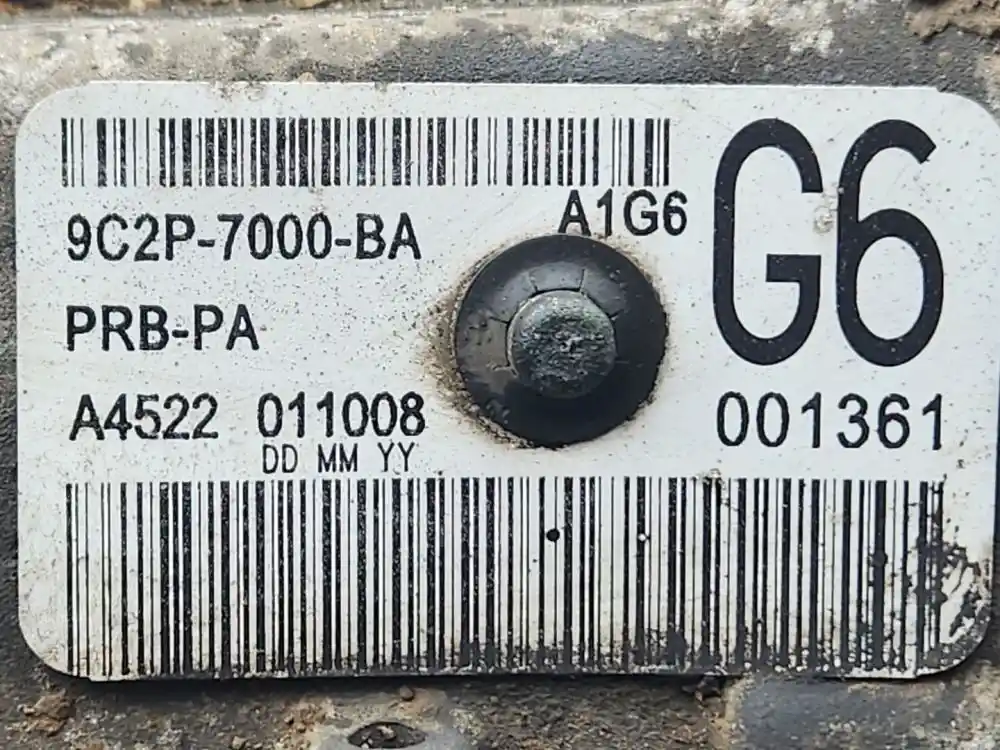 9C2P-7000-BA
A1G6
G6
PRB-PA
A4522 011008
DD MM YY
001361